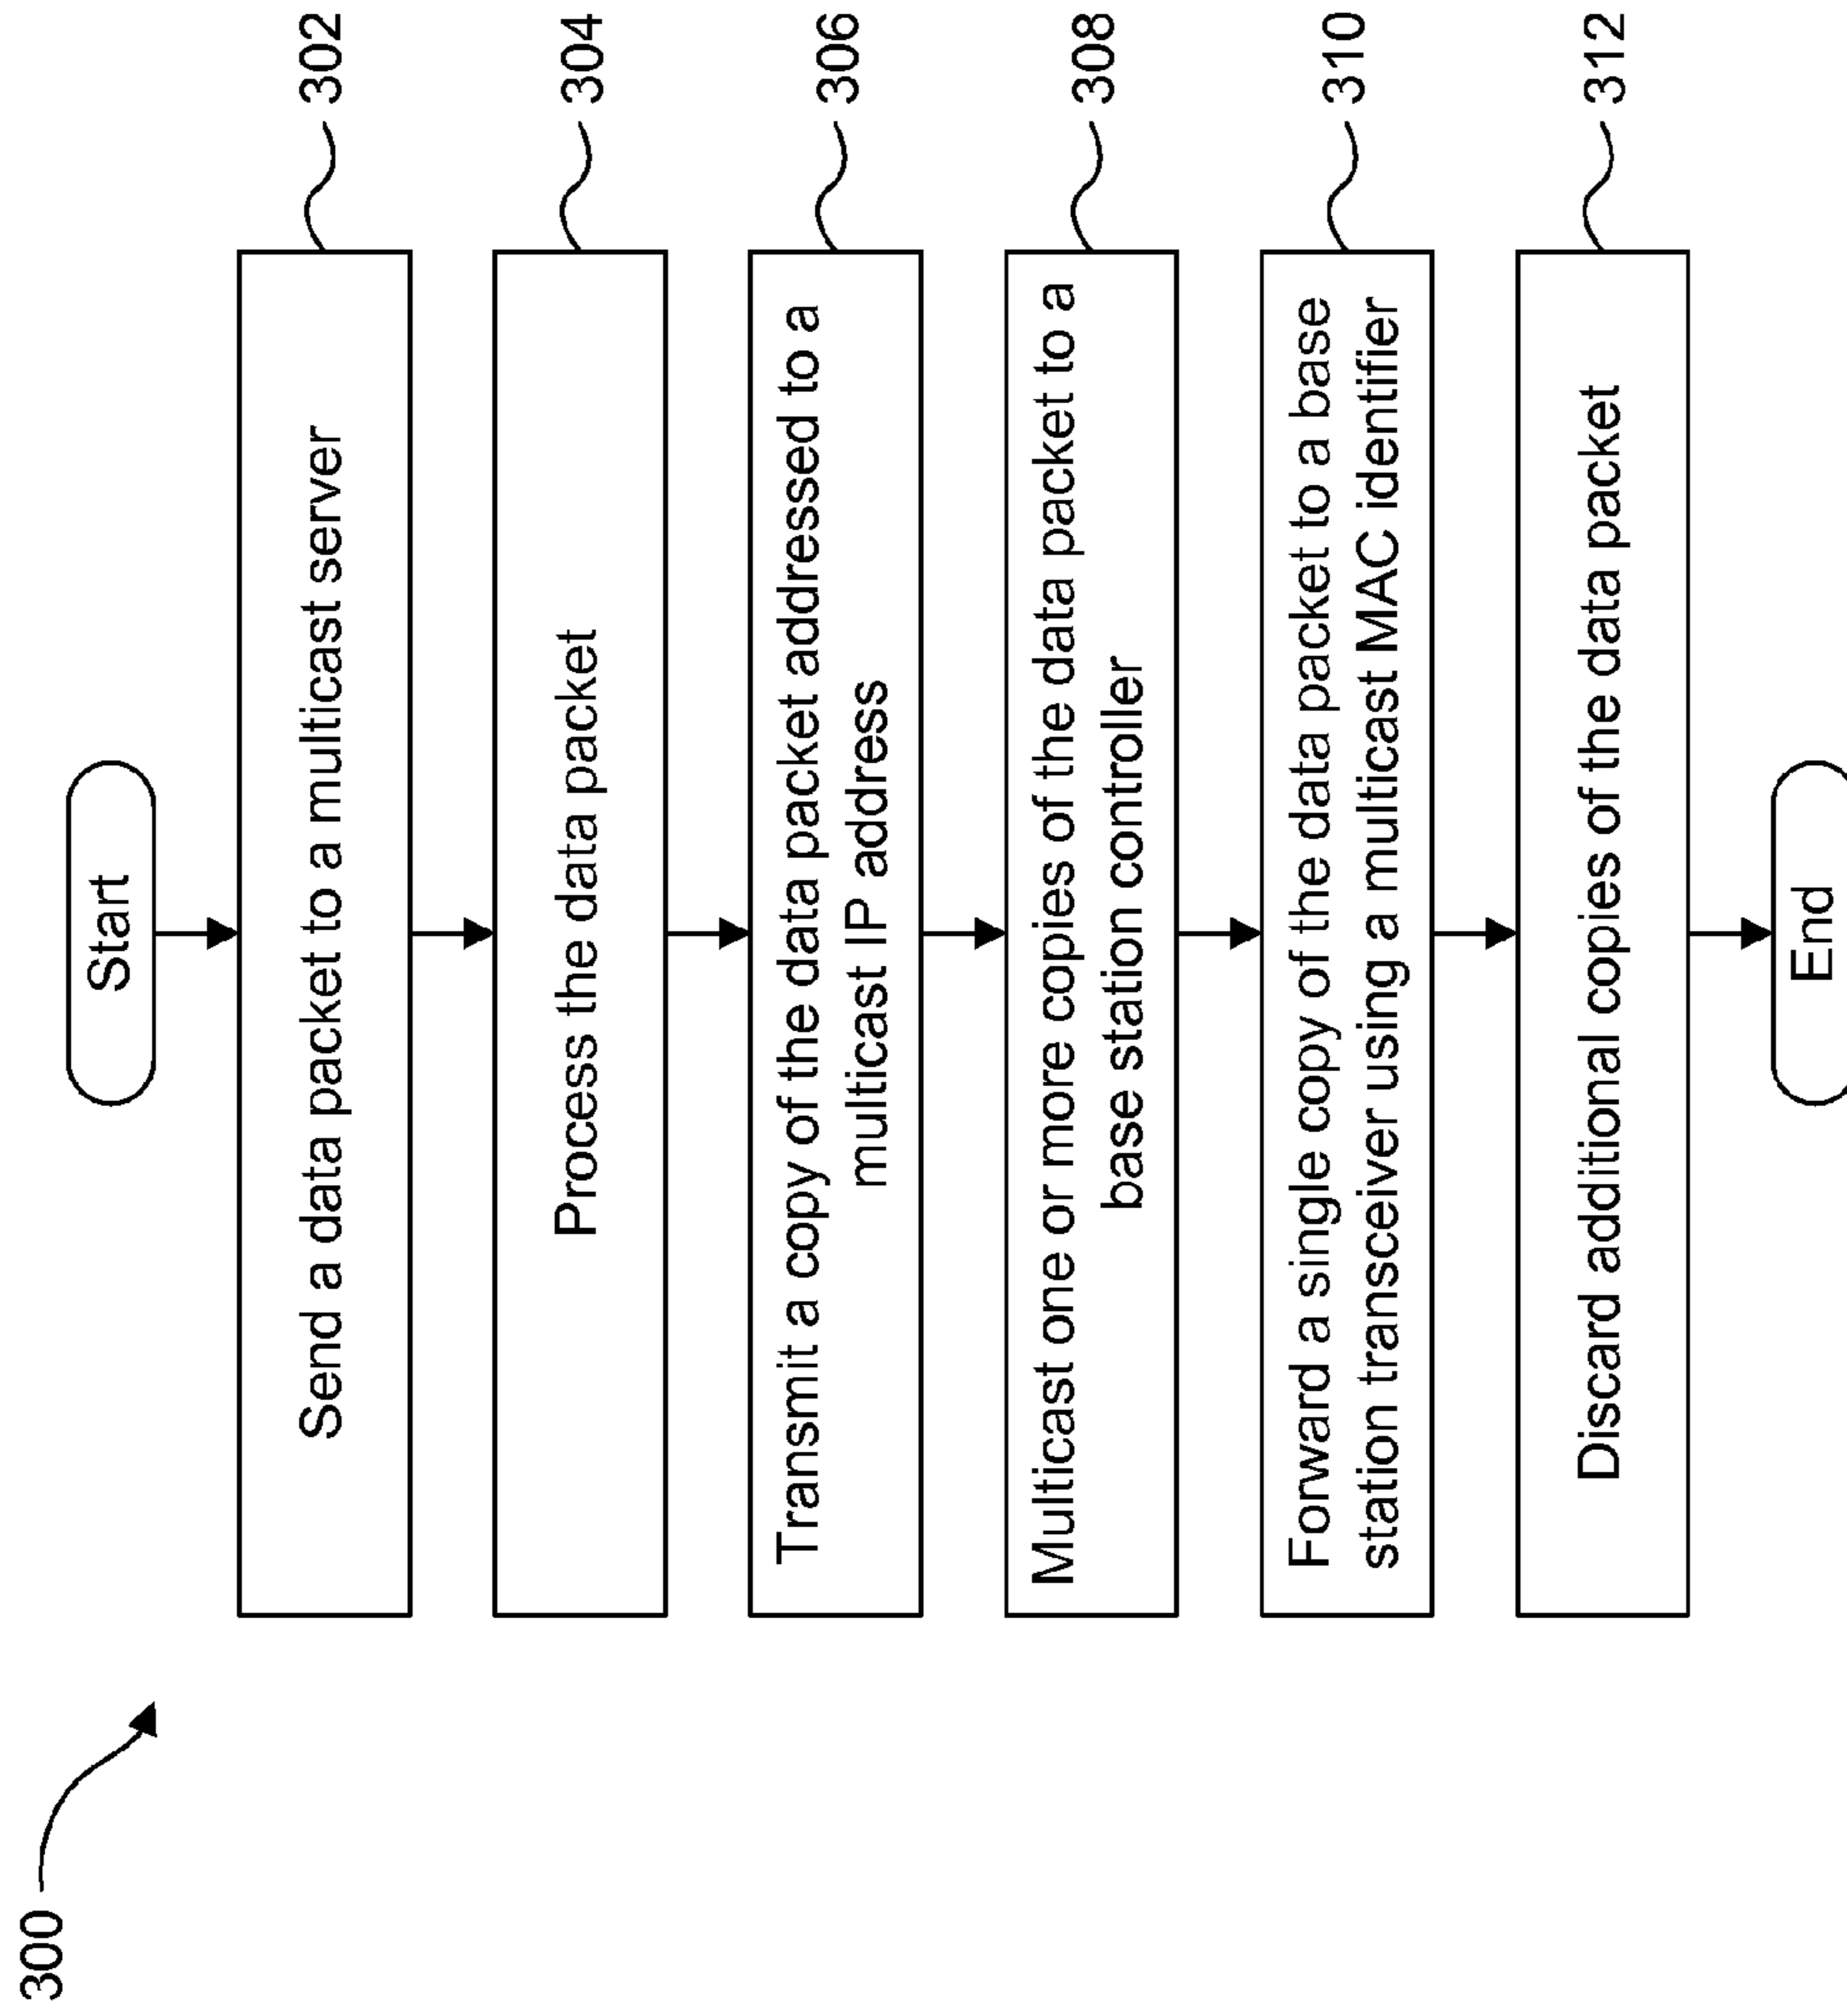 300
Start
Send a data packet to a multicast server
302
Process the data packet
304
Transmit a copy of the data packet addressed to a
multicast IP address
306
Multicast one or more copies of the data packet to a
base station controller
308
Forward a single copy of the data packet to a base
station transceiver using a multicast MAC identifier
310
Discard additional copies of the data packet
312
End